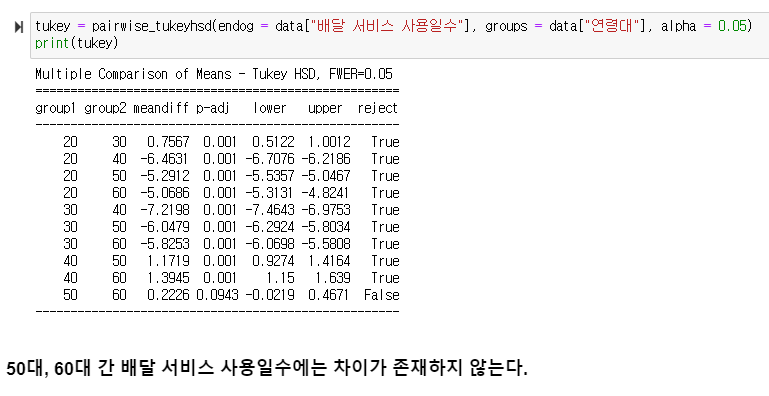 tukey = pairwise_tukeyhsd(endog = data["배달 서비스 사용일수"], groups = data["연령대"], alpha = 0.05)
print(tukey)
Multiple Comparison of Means - Tukey HSD, FWER=0.05
====================================================
group1 group2 meandiff p-adj   lower   upper  reject
----------------------------------------------------
20     30   0.7567  0.001  0.5122  1.0012   True
20     40  -6.4631  0.001 -6.7076 -6.2186   True
20     50  -5.2912  0.001 -5.5357 -5.0467   True
20     60  -5.0686  0.001 -5.3131 -4.8241   True
30     40  -7.2198  0.001 -7.4643 -6.9753   True
30     50  -6.0479  0.001 -6.2924 -5.8034   True
30     60  -5.8253  0.001 -6.0698 -5.5808   True
40     50   1.1719  0.001  0.9274  1.4164   True
40     60   1.3945  0.001    1.15   1.639   True
50     60   0.2226 0.0943 -0.0219  0.4671  False
----------------------------------------------------
50대, 60대 간 배달 서비스 사용일수에는 차이가 존재하지 않는다.